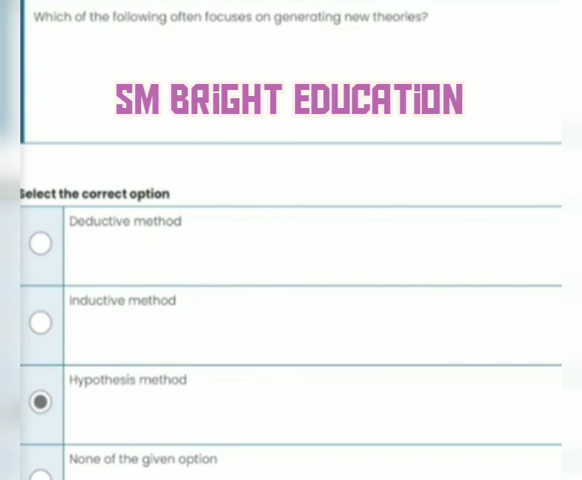 Which of the following often focuses on generating new theories?
SM BRIGHT EDUCATION
Select the correct option
Deductive method
Inductive method
Hypothesis method
None of the given option